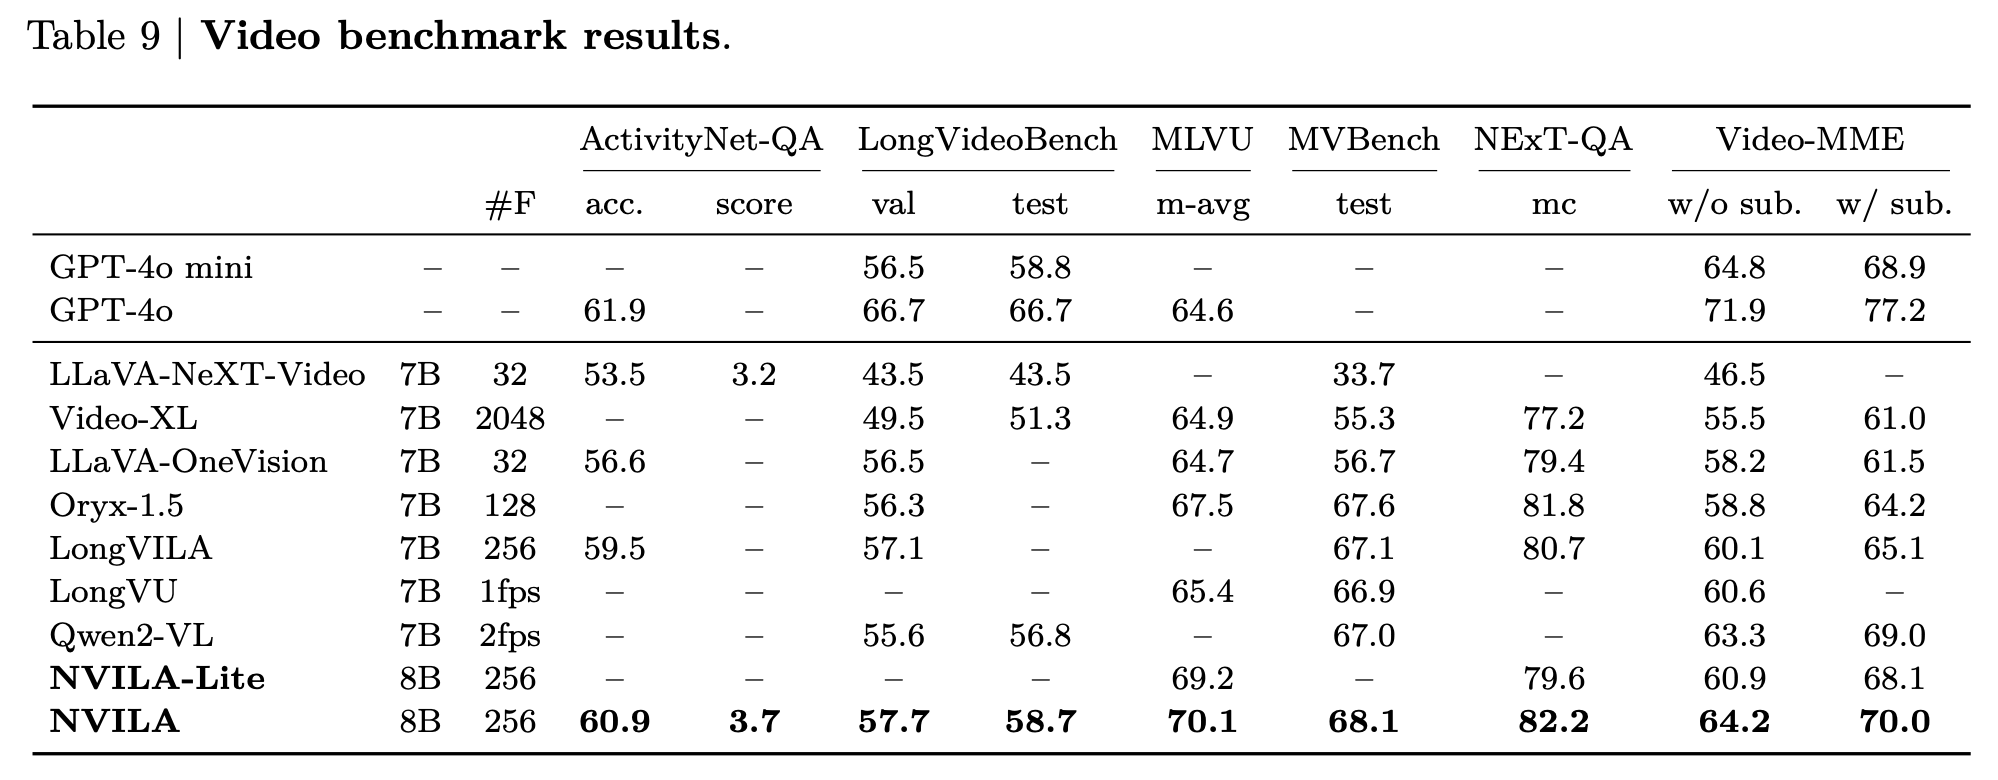 Table 9 | Video benchmark results.
ActivityNet-QA LongVideoBench MLVU MVBench NExT-QA Video-MME
#F acc. score val test m-avg test mc w/o sub. w/ sub.
GPT-4o mini – – – – 56.5 58.8 – – – 64.8 68.9
GPT-4o – – 61.9 – 66.7 66.7 64.6 – – 71.9 77.2
LLaVA-NeXT-Video 7B 32 53.5 3.2 43.5 43.5 – 33.7 – 46.5 –
Video-XL 7B 2048 – – 49.5 51.3 64.9 55.3 77.2 55.5 61.0
LLaVA-OneVision 7B 32 56.6 – 56.5 – 64.7 56.7 79.4 58.2 61.5
Oryx-1.5 7B 128 – – 56.3 – 67.5 67.6 81.8 58.8 64.2
LongVILA 7B 256 59.5 – 57.1 – – 67.1 80.7 60.1 65.1
LongVU 7B 1fps – – – – 65.4 66.9 – 60.6 –
Qwen2-VL 7B 2fps – – 55.6 56.8 – 67.0 – 63.3 69.0
NVILA-Lite 8B 256 – – – – 69.2 – 79.6 60.9 68.1
NVILA 8B 256 60.9 3.7 57.7 58.7 70.1 68.1 82.2 64.2 70.0